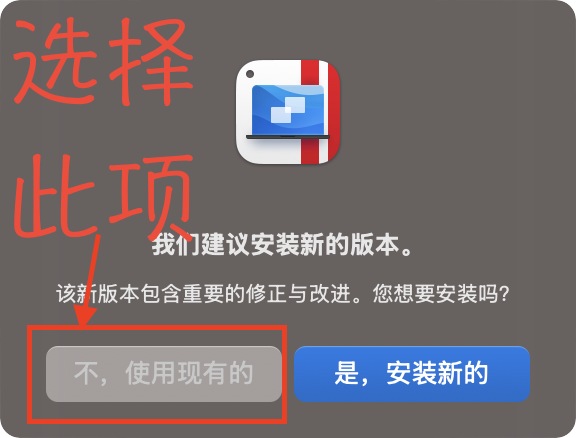 选择
此项
我们建议安装新的版本。
该新版本包含重要的修正与改进。您想要安装吗？
不，使用现有的
是，安装新的